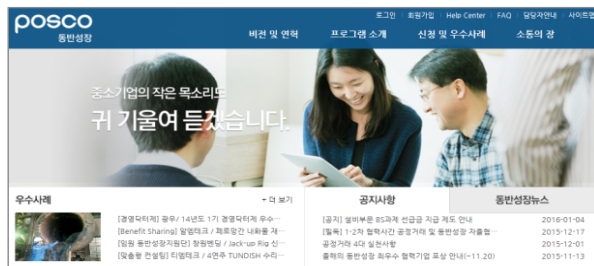 posco
동반성장
로그인 회원가입 Help Center FAQ 담당자안내 사이트맵
비전 및 연혁 프로그램 소개 신청 및 우수사례 소통의 장
중소기업의 작은 목소리도
귀 기울여 듣겠습니다.
우수사례 + 더 보기
[경영닥터제] 광우/ 14년도 1기 경영닥터제 우수···
[Benefit Sharing] 알엠테크 / 페로망간 내화물 재···
[임원 동반성장지원단] 창원벤딩 / Jack-up Rig 신···
[맞춤형 컨설팅] 티엠테크 / 4연주 TUNDISH 수리···
공지사항 동반성장뉴스
[공지] 설비부문 8S과제 선급금 지급 제도 안내 2016-01-04
[필독] 1·2차 협력사간 공정거래 및 동반성장 자율협··· 2015-12-17
공정거래 4대 실천사항 2015-12-01
올해의 동반성장 최우수 협력기업 포상 안내(~11.20) 2015-11-13